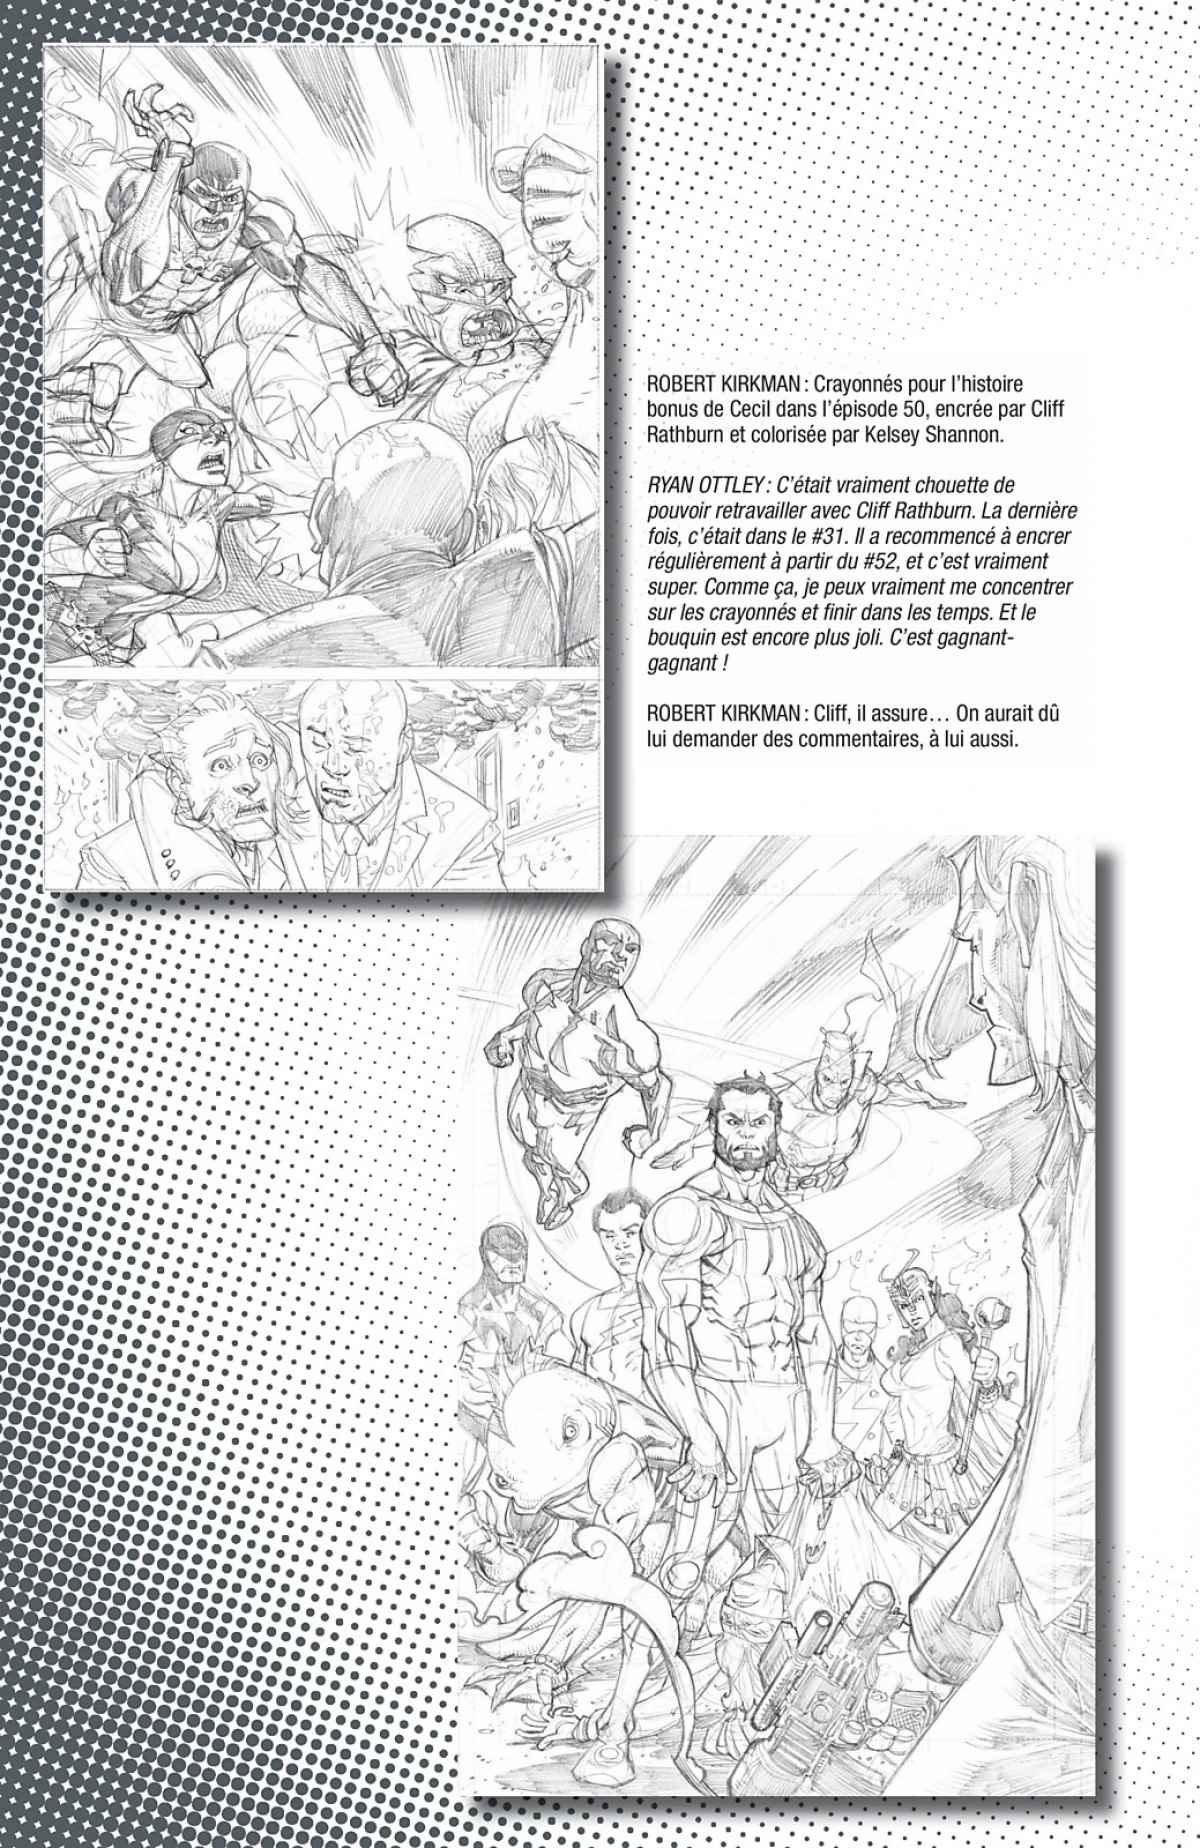 ROBERT KIRKMAN : Crayonnés pour l'histoire
bonus de Cecil dans l'épisode 50, encrée par Cliff
Rathburn et colorisée par Kelsey Shannon.
RYAN OTTLEY : C'était vraiment chouette de
pouvoir retravailler avec Cliff Rathburn. La dernière
fois, c'était dans le #31. Il a recommencé à encrer
régulièrement à partir du #52, et c'est vraiment
super. Comme ça, je peux vraiment me concentrer
sur les crayonnés et finir dans les temps. Et le
bouquin est encore plus joli. C'est gagnant-
gagnant !
ROBERT KIRKMAN : Cliff, il assure… On aurait dû
lui demander des commentaires, à lui aussi.